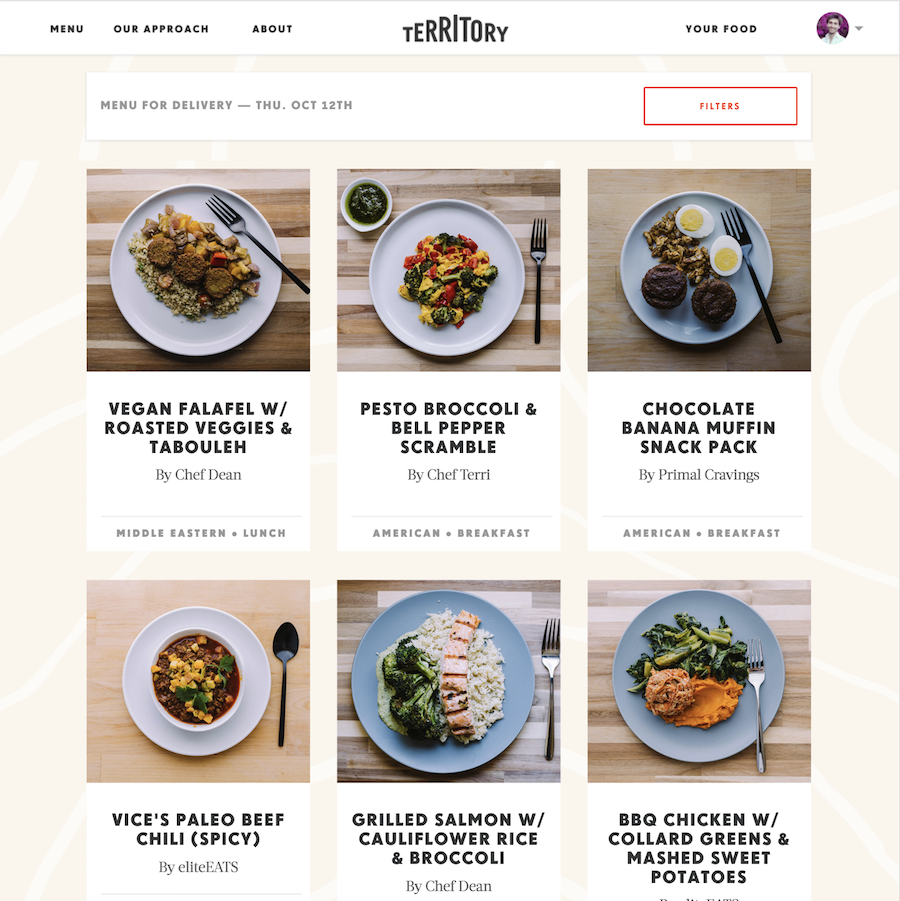 MENU
OUR APPROACH
ABOUT
TERRITORY
YOUR FOOD
MENU FOR DELIVERY — THU. OCT 12TH
FILTERS
VEGAN FALAFEL W/
ROASTED VEGGIES &
TABOULEH
By Chef Dean
MIDDLE EASTERN • LUNCH
PESTO BROCCOLI &
BELL PEPPER
SCRAMBLE
By Chef Terri
AMERICAN • BREAKFAST
CHOCOLATE
BANANA MUFFIN
SNACK PACK
By Primal Cravings
AMERICAN • BREAKFAST
VICE'S PALEO BEEF
CHILI (SPICY)
By eliteEATS
GRILLED SALMON W/
CAULIFLOWER RICE
& BROCCOLI
By Chef Dean
BBQ CHICKEN W/
COLLARD GREENS &
MASHED SWEET
POTATOES